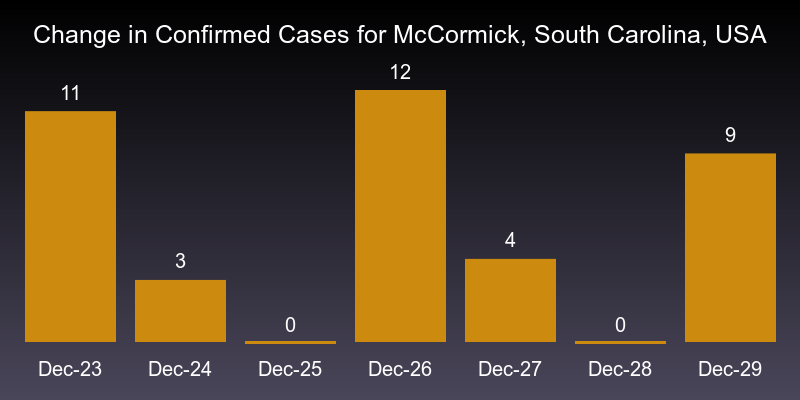 Change in Confirmed Cases for McCormick, South Carolina, USA
11
3
0
12
4
0
9
Dec-23
Dec-24
Dec-25
Dec-26
Dec-27
Dec-28
Dec-29